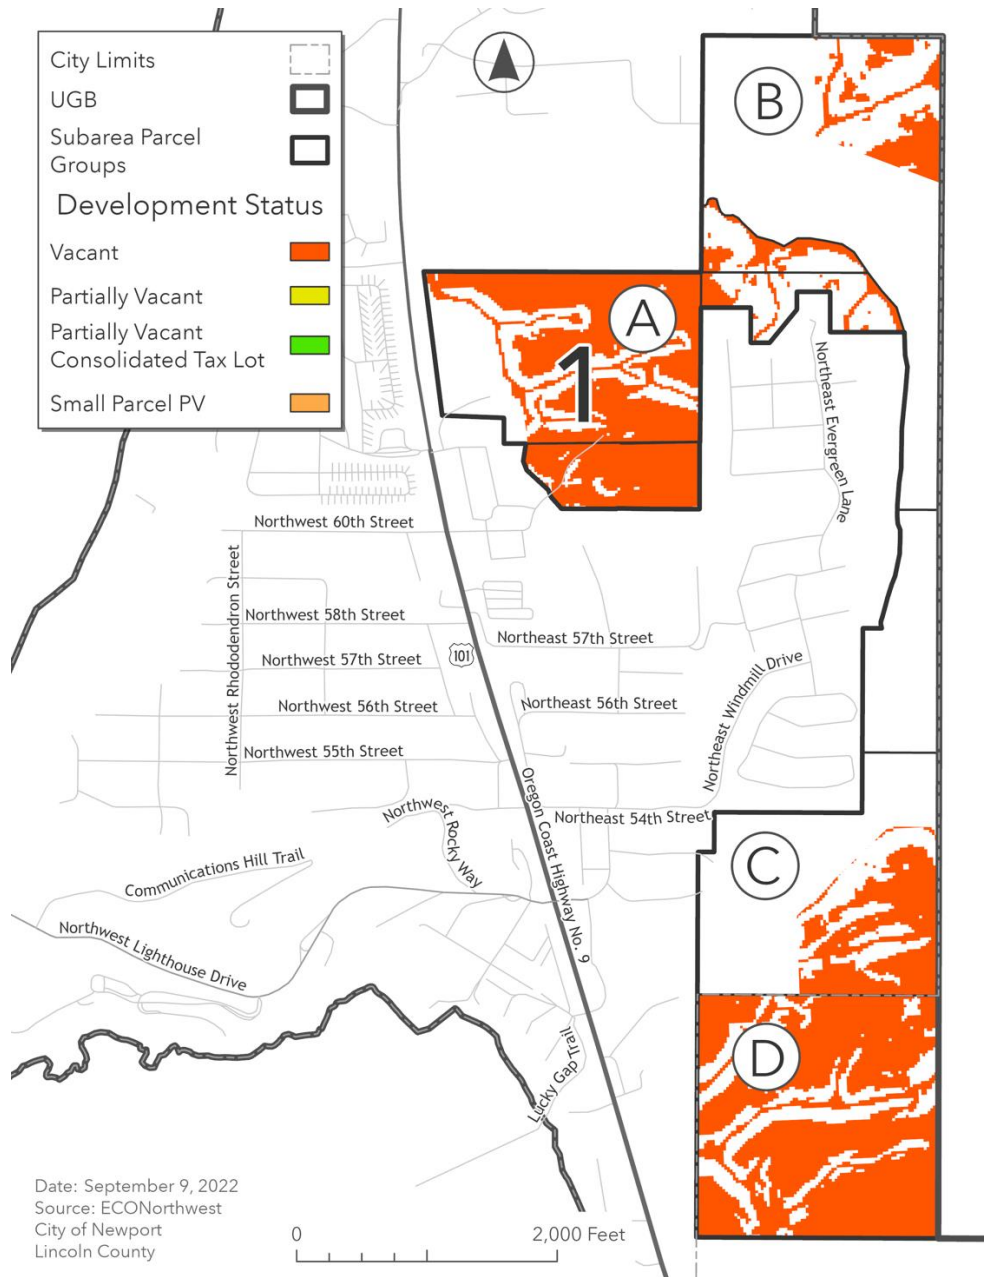 City Limits
UGB
Subarea Parcel
Groups
Development Status
Vacant
Partially Vacant
Partially Vacant
Consolidated Tax Lot
Small Parcel PV
B
A
1
Northeast Evergreen Lane
Northwest 60th Street
Northwest Rhododendron Street
Northwest 58th Street
Northeast 57th Street
101
Northwest 57th Street
Northeast Windmill Drive
Northwest 56th Street
Northeast 56th Street
Northwest 55th Street
Oregon Coast Highway No. 9
Northwest Rocky Way
Northeast 54th Street
C
Communications Hill Trail
Northwest Lighthouse Drive
D
Lucky Gap Trail
Date: September 9, 2022
Source: ECONorthwest
City of Newport
Lincoln County
0
2,000 Feet